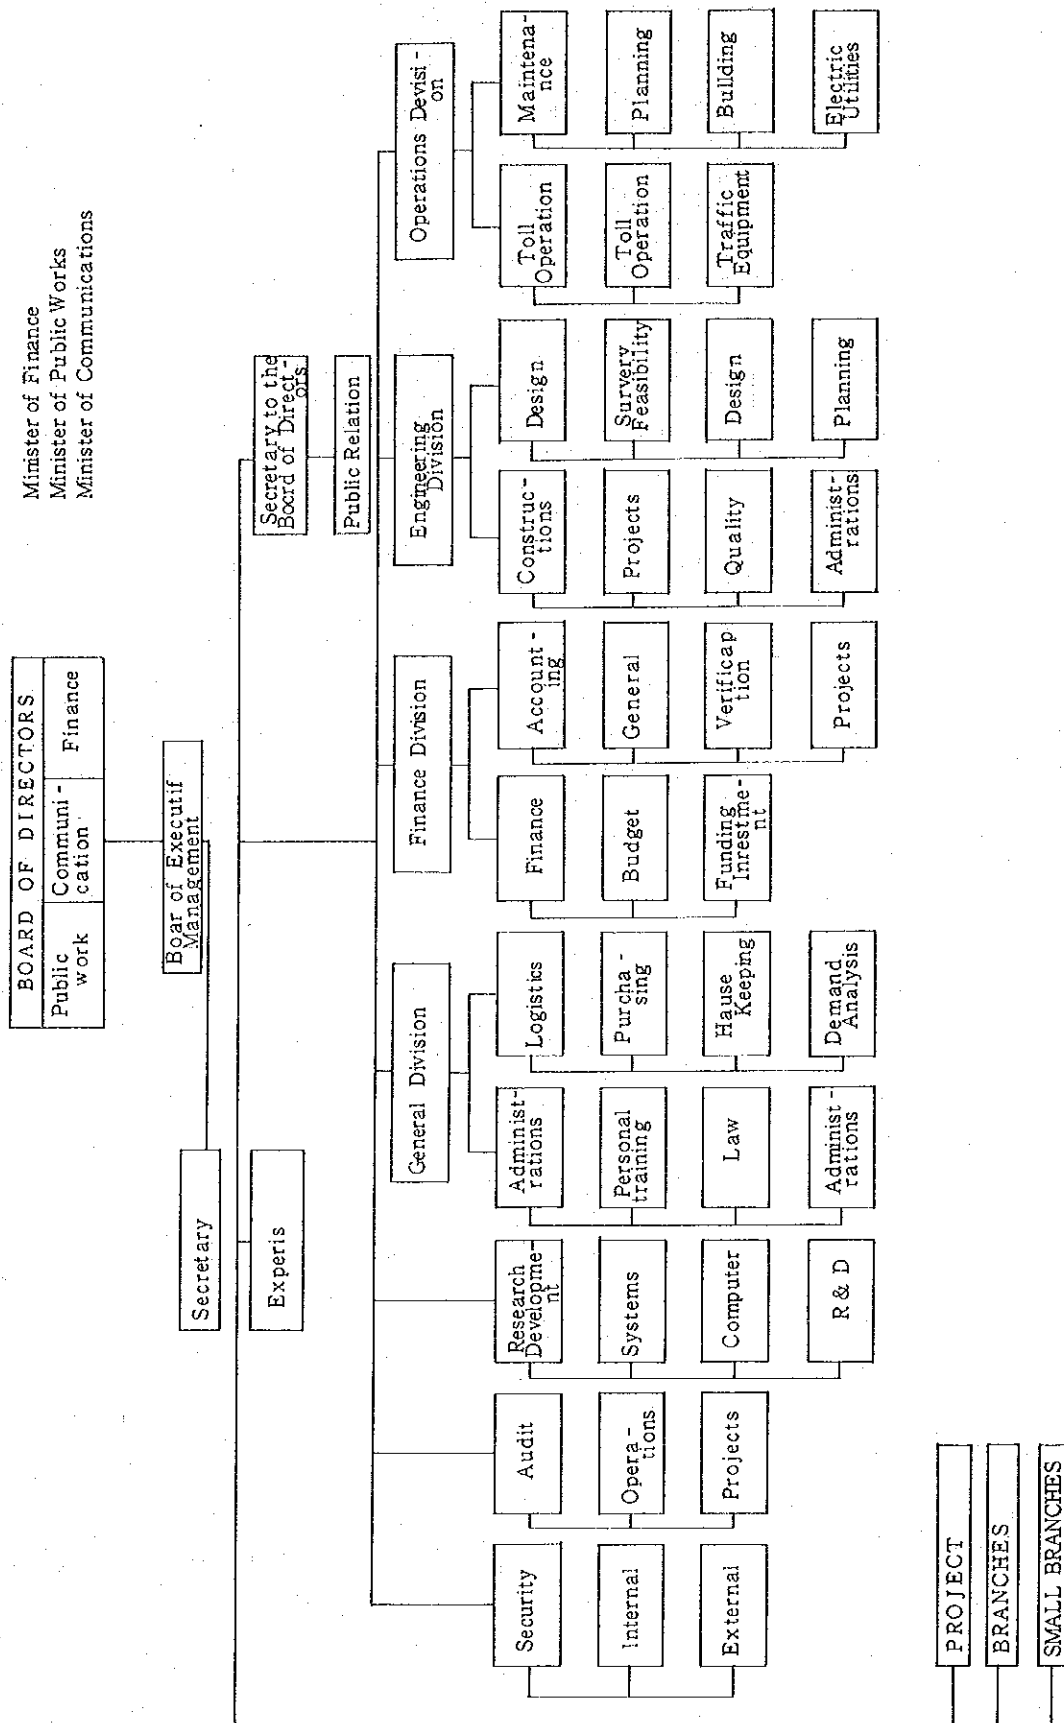 Minister of Finance
Minister of Public Works
Minister of Communications
BOARD OF DIRECTORS
Public
work
Communi-
cation
Finance
Boar of Executif
Management
Secretary
Experis
Secretary to the
Bocrd of Direct-
ors
Public Relation
General Division
Finance Division
Engineering
Division
Operations Devisi-
on
Security
Internal
External
Audit
Opera-
tions
Projects
Research
Developme-
nt
Systems
Computer
R & D
Administ-
rations
Personal
training
Law
Administ-
rations
Logistics
Purcha-
sing
Hause
Keeping
Demand
Analysis
Finance
Budget
Funding
Inrestme-
nt
Account-
ing
General
Verificap
tion
Projects
Construc-
tions
Projects
Quality
Administ-
rations
Design
Survery
Feasibility
Design
Planning
Toll
Operation
Toll
Operation
Traffic
Equipment
Maintena-
nce
Planning
Building
Electric
Utilities
PROJECT
BRANCHES
SMALL BRANCHES